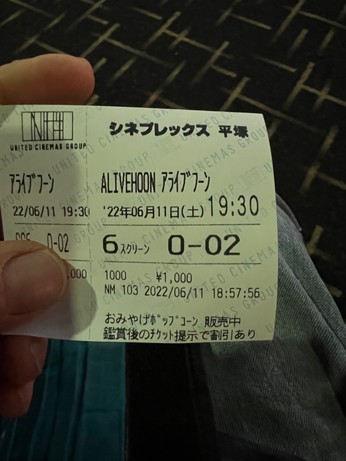 UNITED CINEMAS GROUP
シネプレックス 平塚
ｱﾗｲﾌﾞﾌｰﾝ
ALIVEHOON ｱﾗｲﾌﾞﾌｰﾝ
22/06/11 19:30
'22年06月11日(土) 19:30
O-02
6 スクリーン O-02
,000
1000 ¥1,000
NM 103 2022/06/11 18:57:56
おみやげﾎﾟｯﾌﾟｺｰﾝ 販売中
鑑賞後のﾁｹｯﾄ提示で割引あり